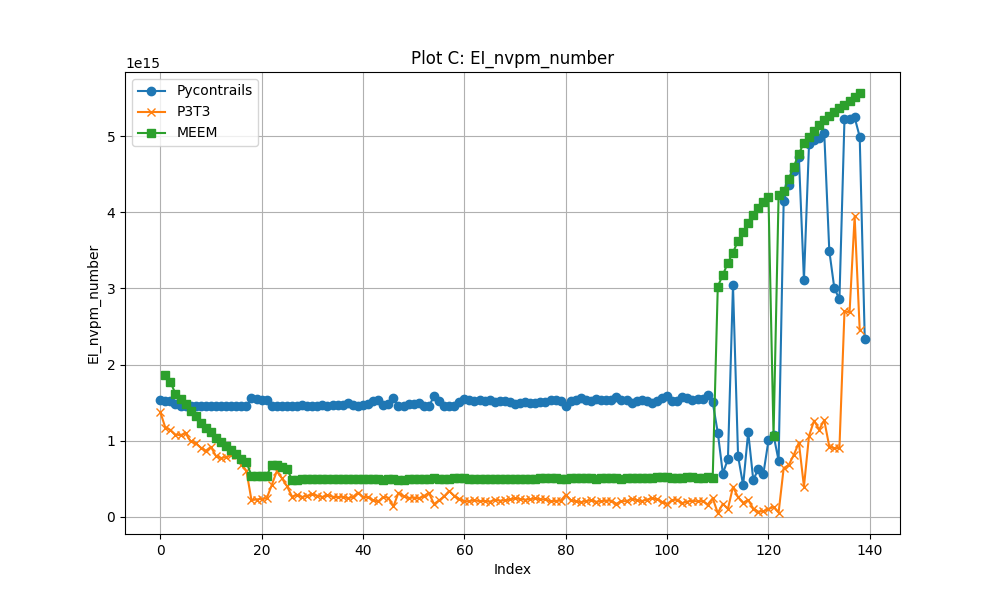 Plot C: EI_nvpm_number
1e15
Pycontrails
P3T3
MEEM
5
4
3
2
1
0
EI_nvpm_number
0 20 40 60 80 100 120 140
Index